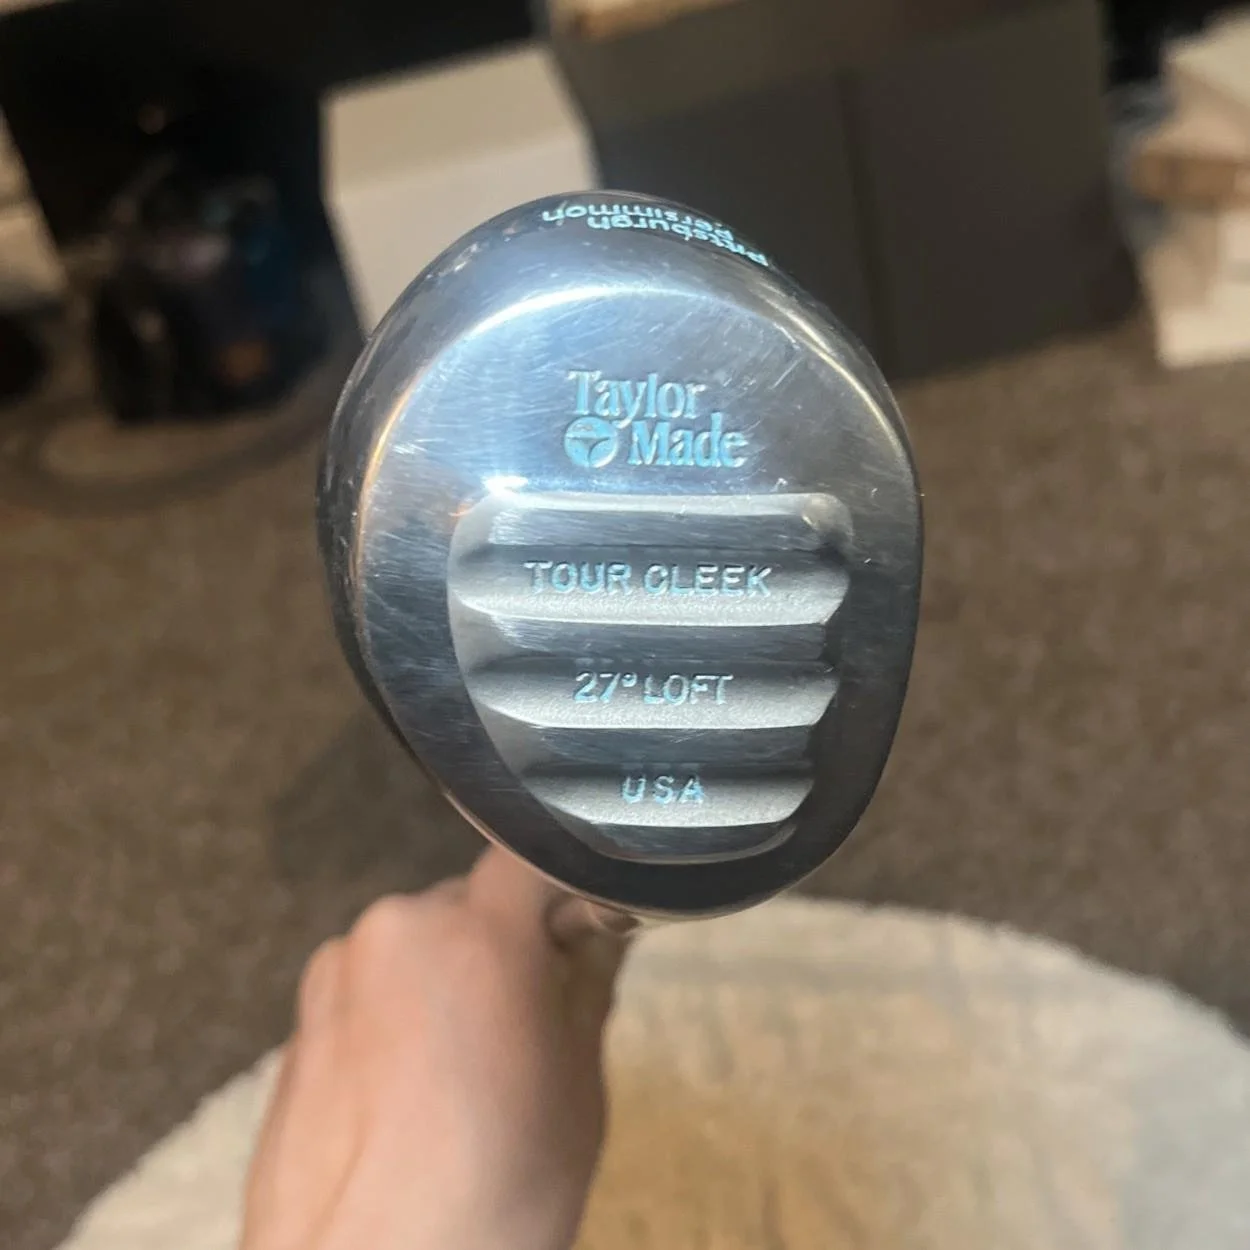 Pittsburgh
persimmon
Taylor
Made
TOUR CLEEK
27° LOFT
USA